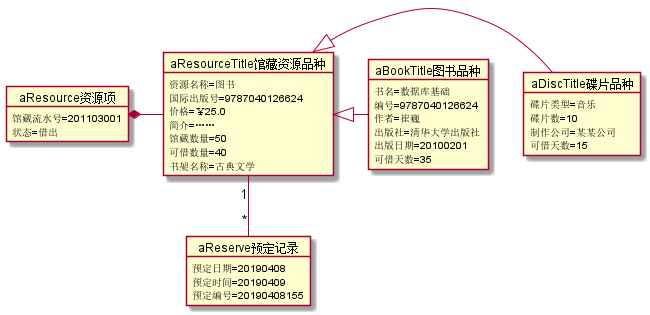 aResource资源项
馆藏流水号=201103001
状态=借出
aResourceTitle馆藏资源品种
资源名称=图书
国际出版号=9787040126624
价格=￥25.0
简介=……
馆藏数量=50
可借数量=40
书架名称=古典文学
aBookTitle图书品种
书名=数据库基础
编号=9787040126624
作者=崔巍
出版社=清华大学出版社
出版日期=20100201
可借天数=35
aDiscTitle碟片品种
碟片类型=音乐
碟片数=10
制作公司=某某公司
可借天数=15
1
*
aReserve预定记录
预定日期=20190408
预定时间=20190409
预定编号=20190408155